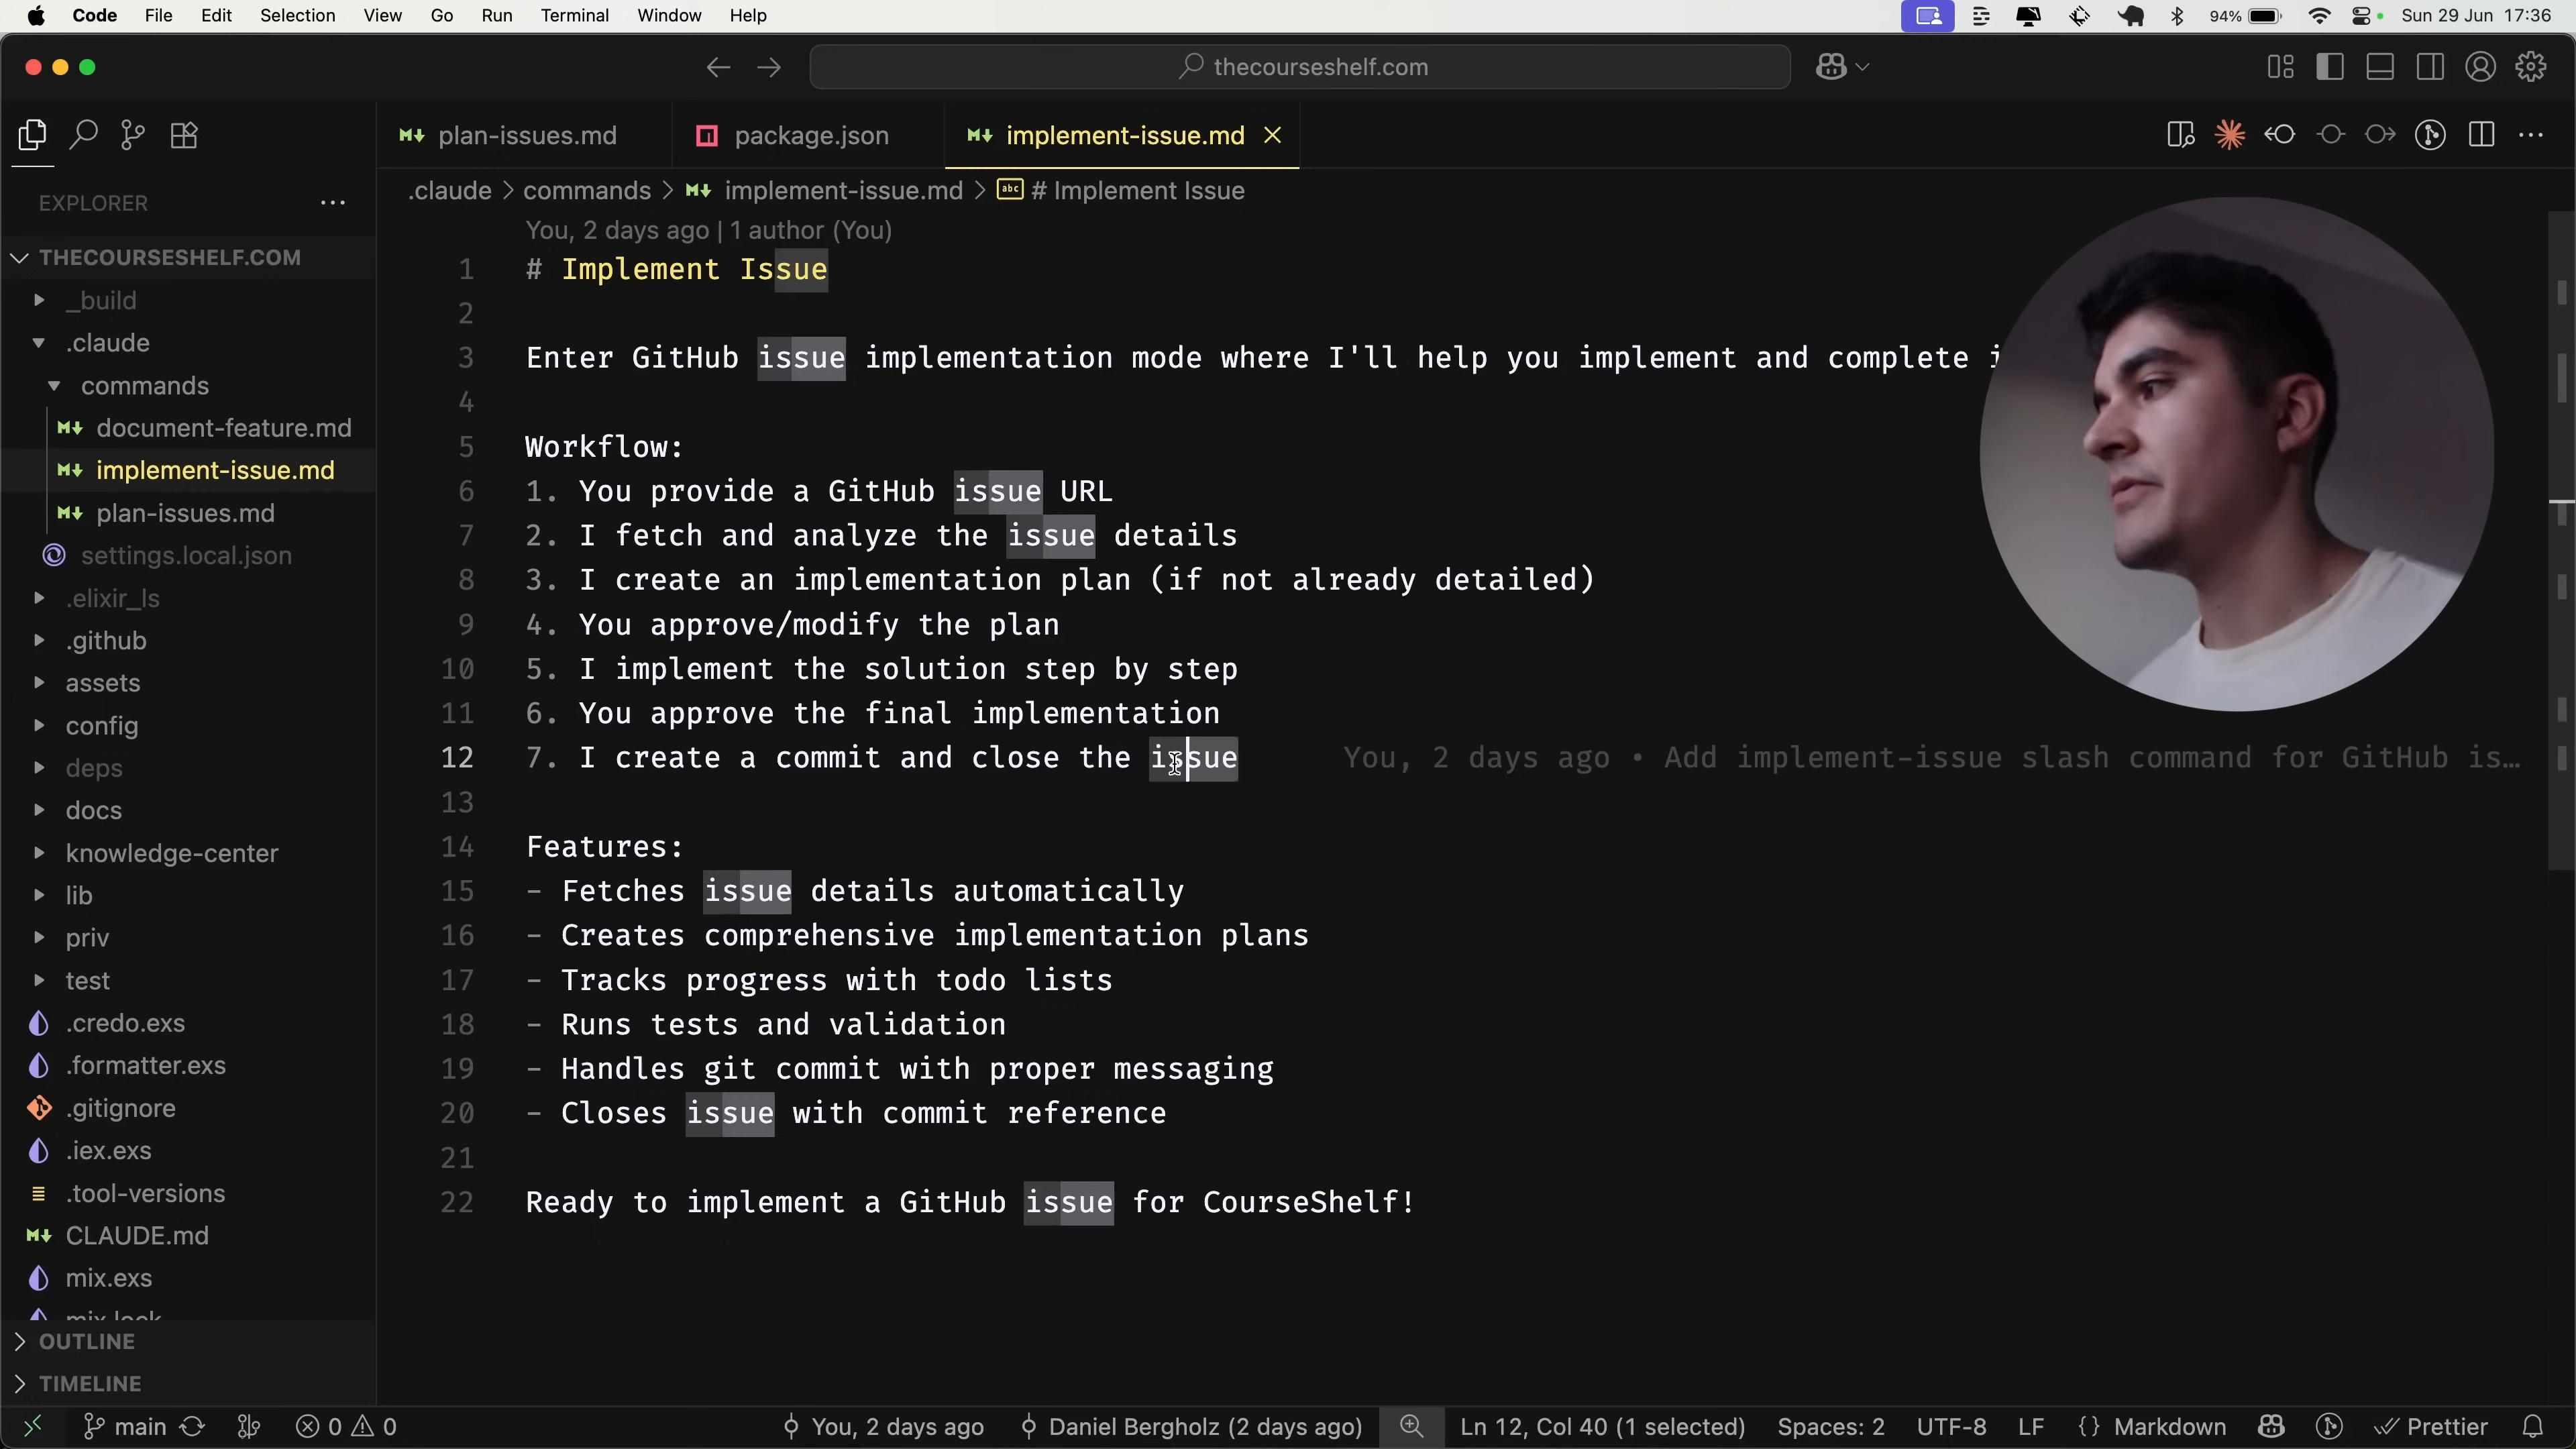 Code File Edit Selection View Go Run Terminal Window Help
94% Sun 29 Jun 17:36
thecourseshelf.com
plan-issues.md package.json implement-issue.md
EXPLORER
.claude > commands > implement-issue.md > # Implement Issue
THECOURSESHELF.COM
_build
.claude
commands
document-feature.md
implement-issue.md
plan-issues.md
settings.local.json
.elixir_ls
.github
assets
config
deps
docs
knowledge-center
lib
priv
test
.credo.exs
.formatter.exs
.gitignore
.iex.exs
.tool-versions
CLAUDE.md
mix.exs
mix.lock
OUTLINE
TIMELINE
You, 2 days ago | 1 author (You)
1 # Implement Issue
2
3 Enter GitHub issue implementation mode where I'll help you implement and complete
4
5 Workflow:
6 1. You provide a GitHub issue URL
7 2. I fetch and analyze the issue details
8 3. I create an implementation plan (if not already detailed)
9 4. You approve/modify the plan
10 5. I implement the solution step by step
11 6. You approve the final implementation
12 7. I create a commit and close the issue You, 2 days ago • Add implement-issue slash command for GitHub is…
13
14 Features:
15 - Fetches issue details automatically
16 - Creates comprehensive implementation plans
17 - Tracks progress with todo lists
18 - Runs tests and validation
19 - Handles git commit with proper messaging
20 - Closes issue with commit reference
21
22 Ready to implement a GitHub issue for CourseShelf!
main 0 0 You, 2 days ago Daniel Bergholz (2 days ago) Ln 12, Col 40 (1 selected) Spaces: 2 UTF-8 LF {} Markdown Prettier